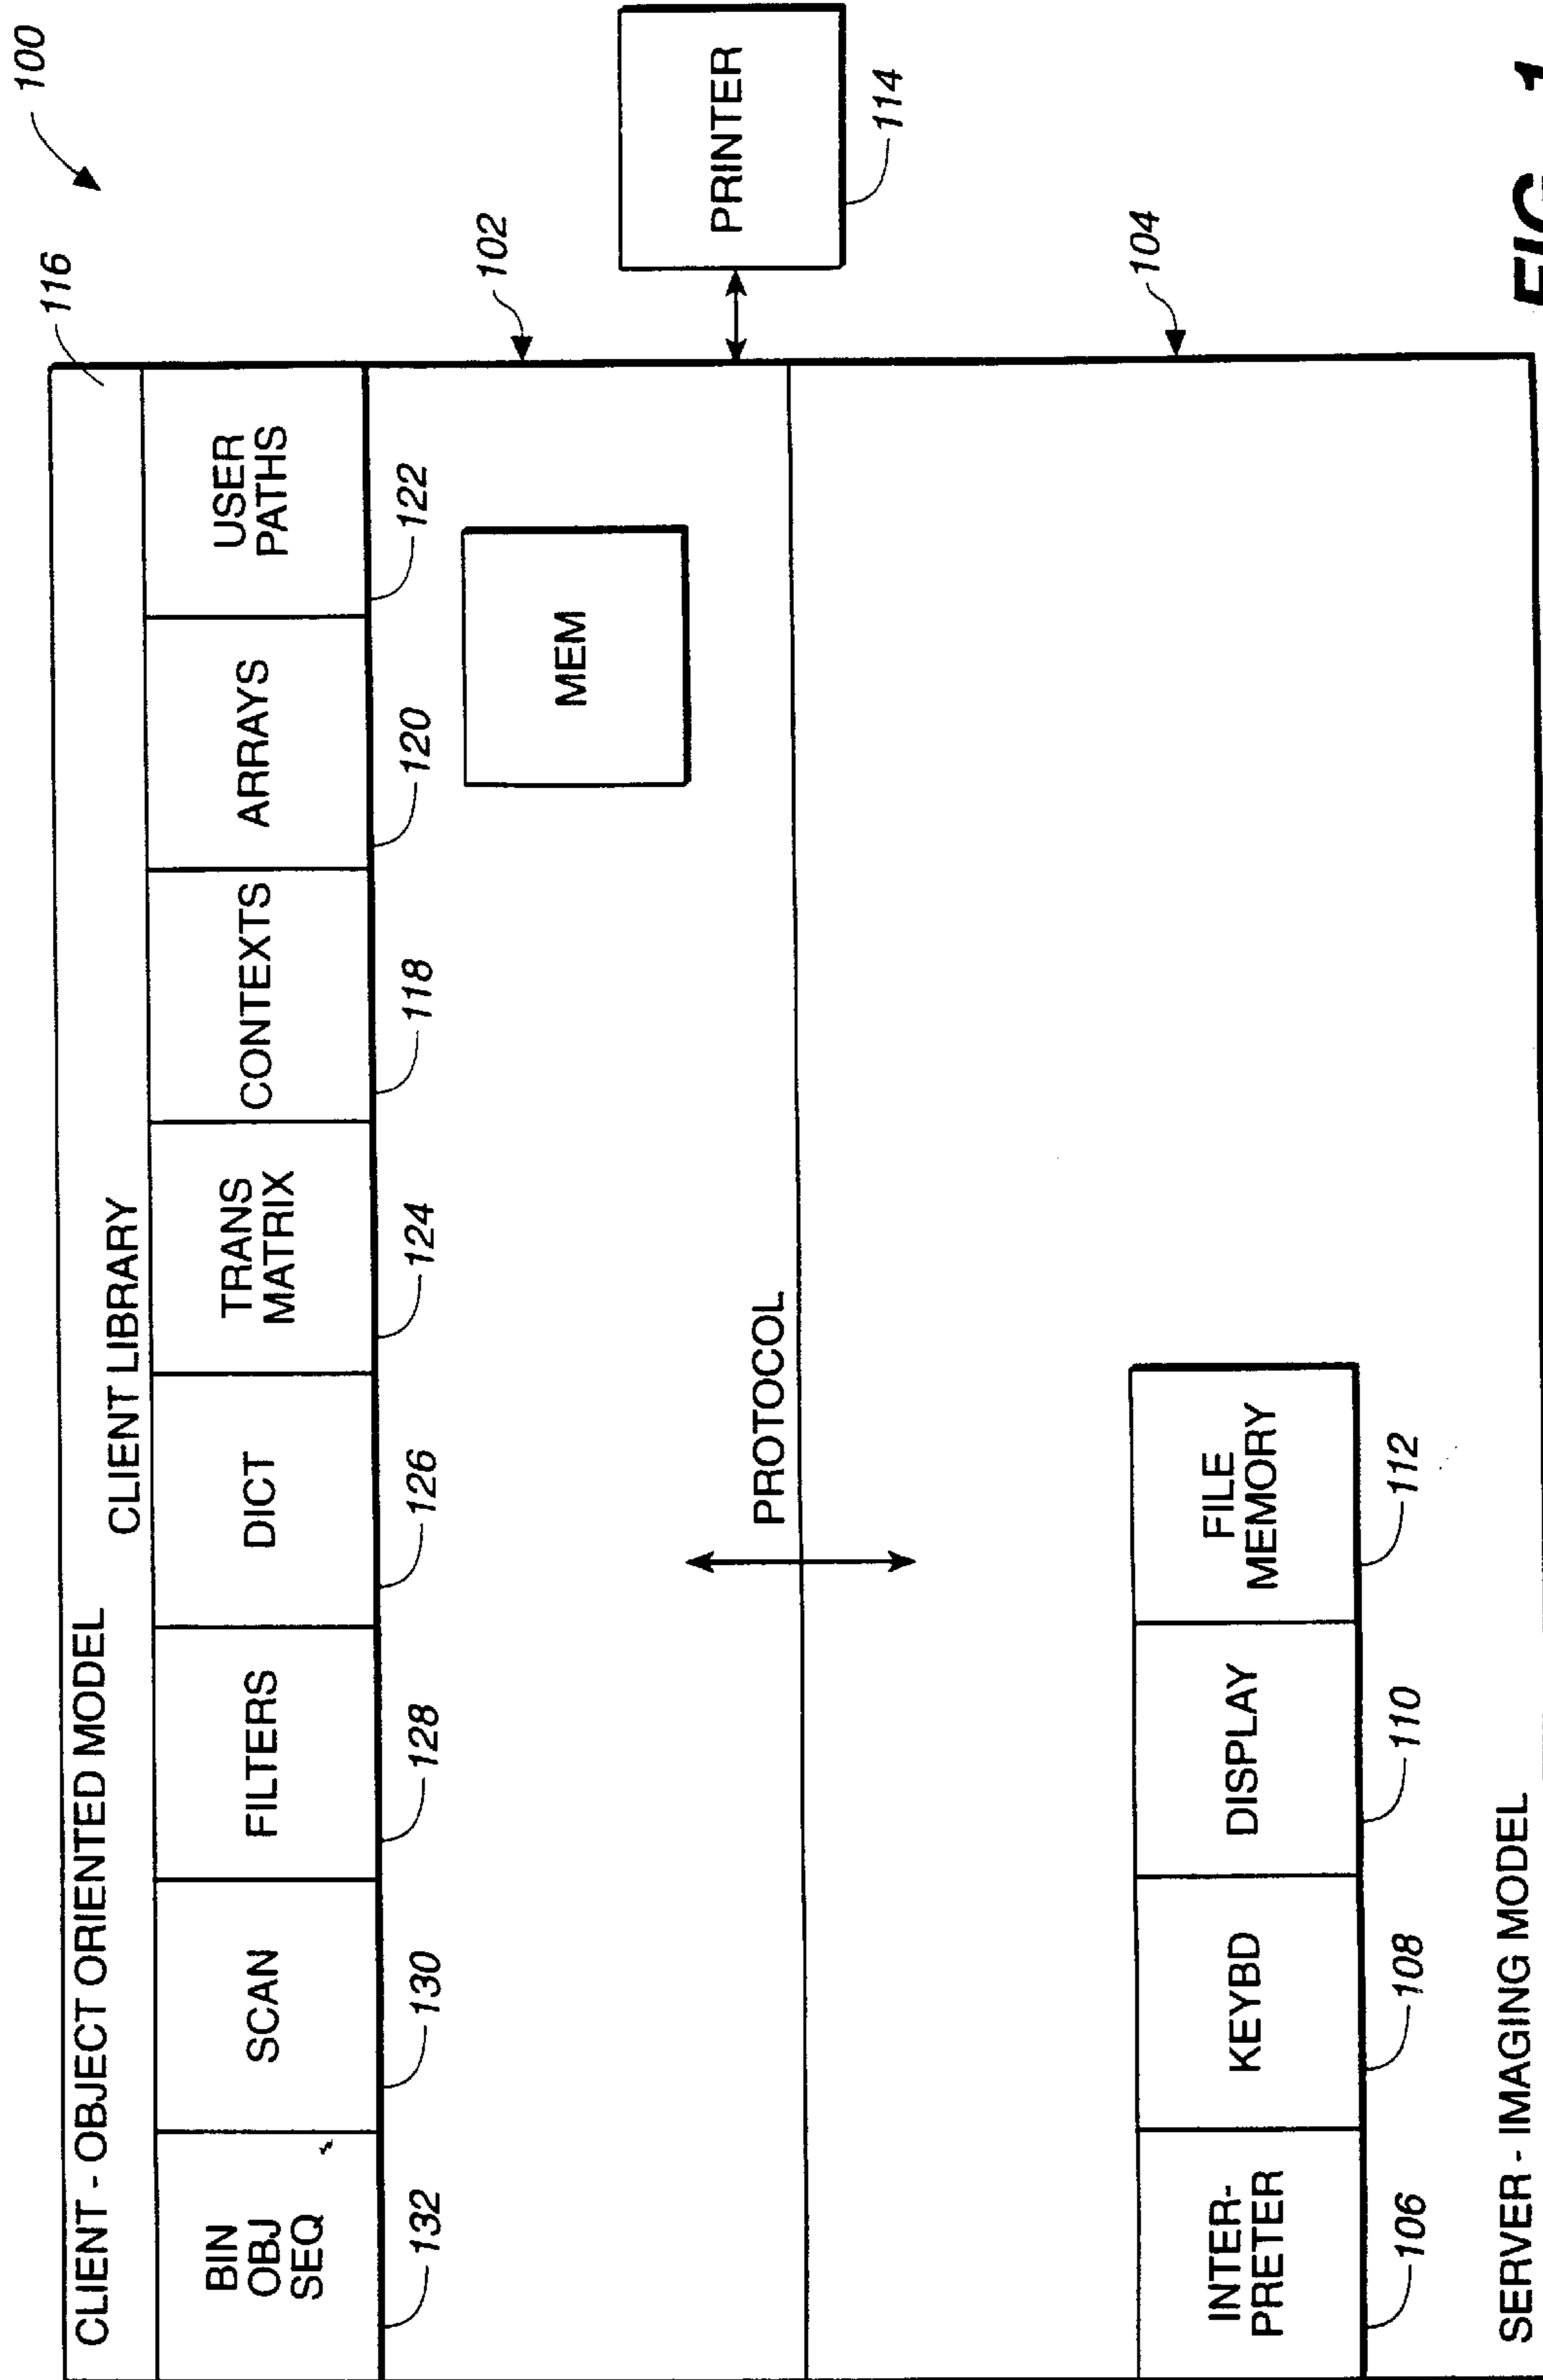 100
CLIENT - OBJECT ORIENTED MODEL
116
CLIENT LIBRARY
BIN
OBJ
SEQ
SCAN
FILTERS
DICT
TRANS
MATRIX
CONTEXTS
ARRAYS
USER
PATHS
132
130
128
126
124
118
120
122
102
MEM
PRINTER
114
PROTOCOL
104
INTER-
PRETER
KEYBD
DISPLAY
FILE
MEMORY
106
108
110
112
SERVER - IMAGING MODEL
FIG_1